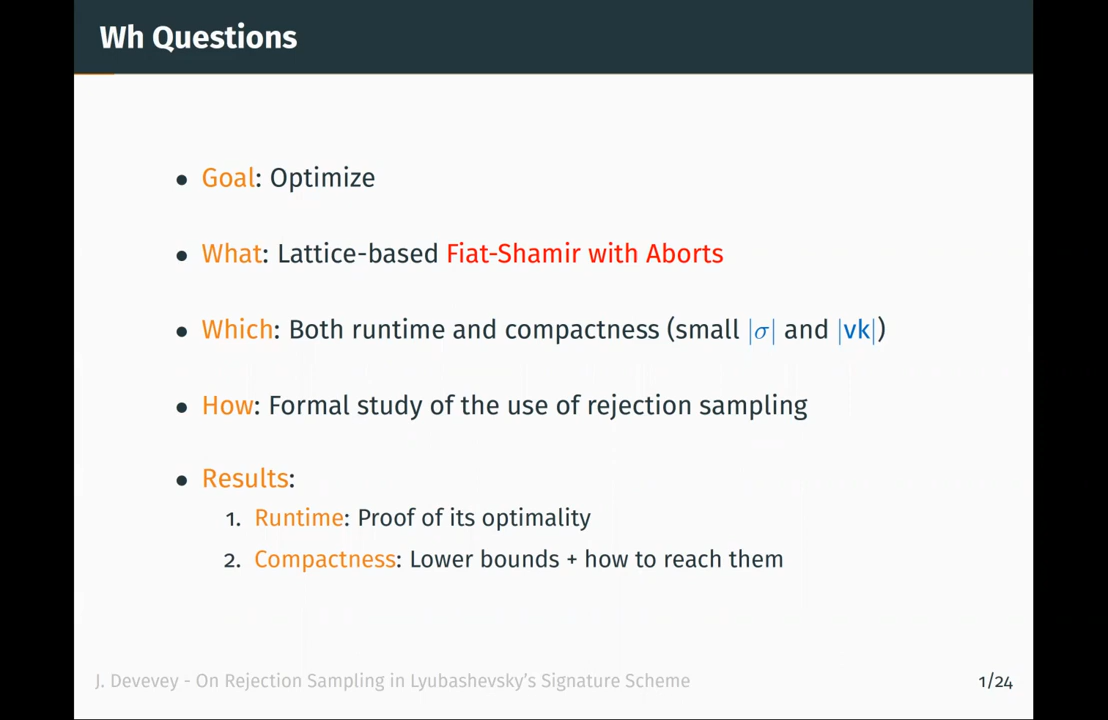 Wh Questions
• Goal: Optimize
• What: Lattice-based Fiat-Shamir with Aborts
• Which: Both runtime and compactness (small |σ| and |vk|)
• How: Formal study of the use of rejection sampling
• Results:
1. Runtime: Proof of its optimality
2. Compactness: Lower bounds + how to reach them
J. Devevey - On Rejection Sampling in Lyubashevsky's Signature Scheme 1/24